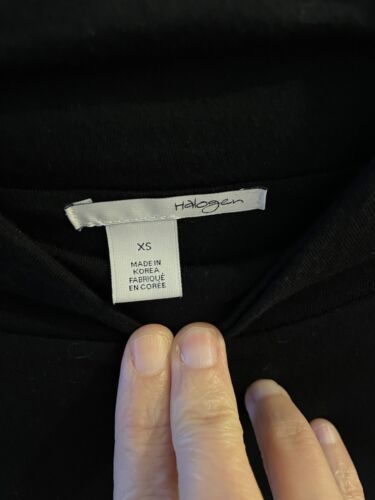 Halogen
XS
MADE IN
KOREA
FABRIQUÉ
EN CORÉE